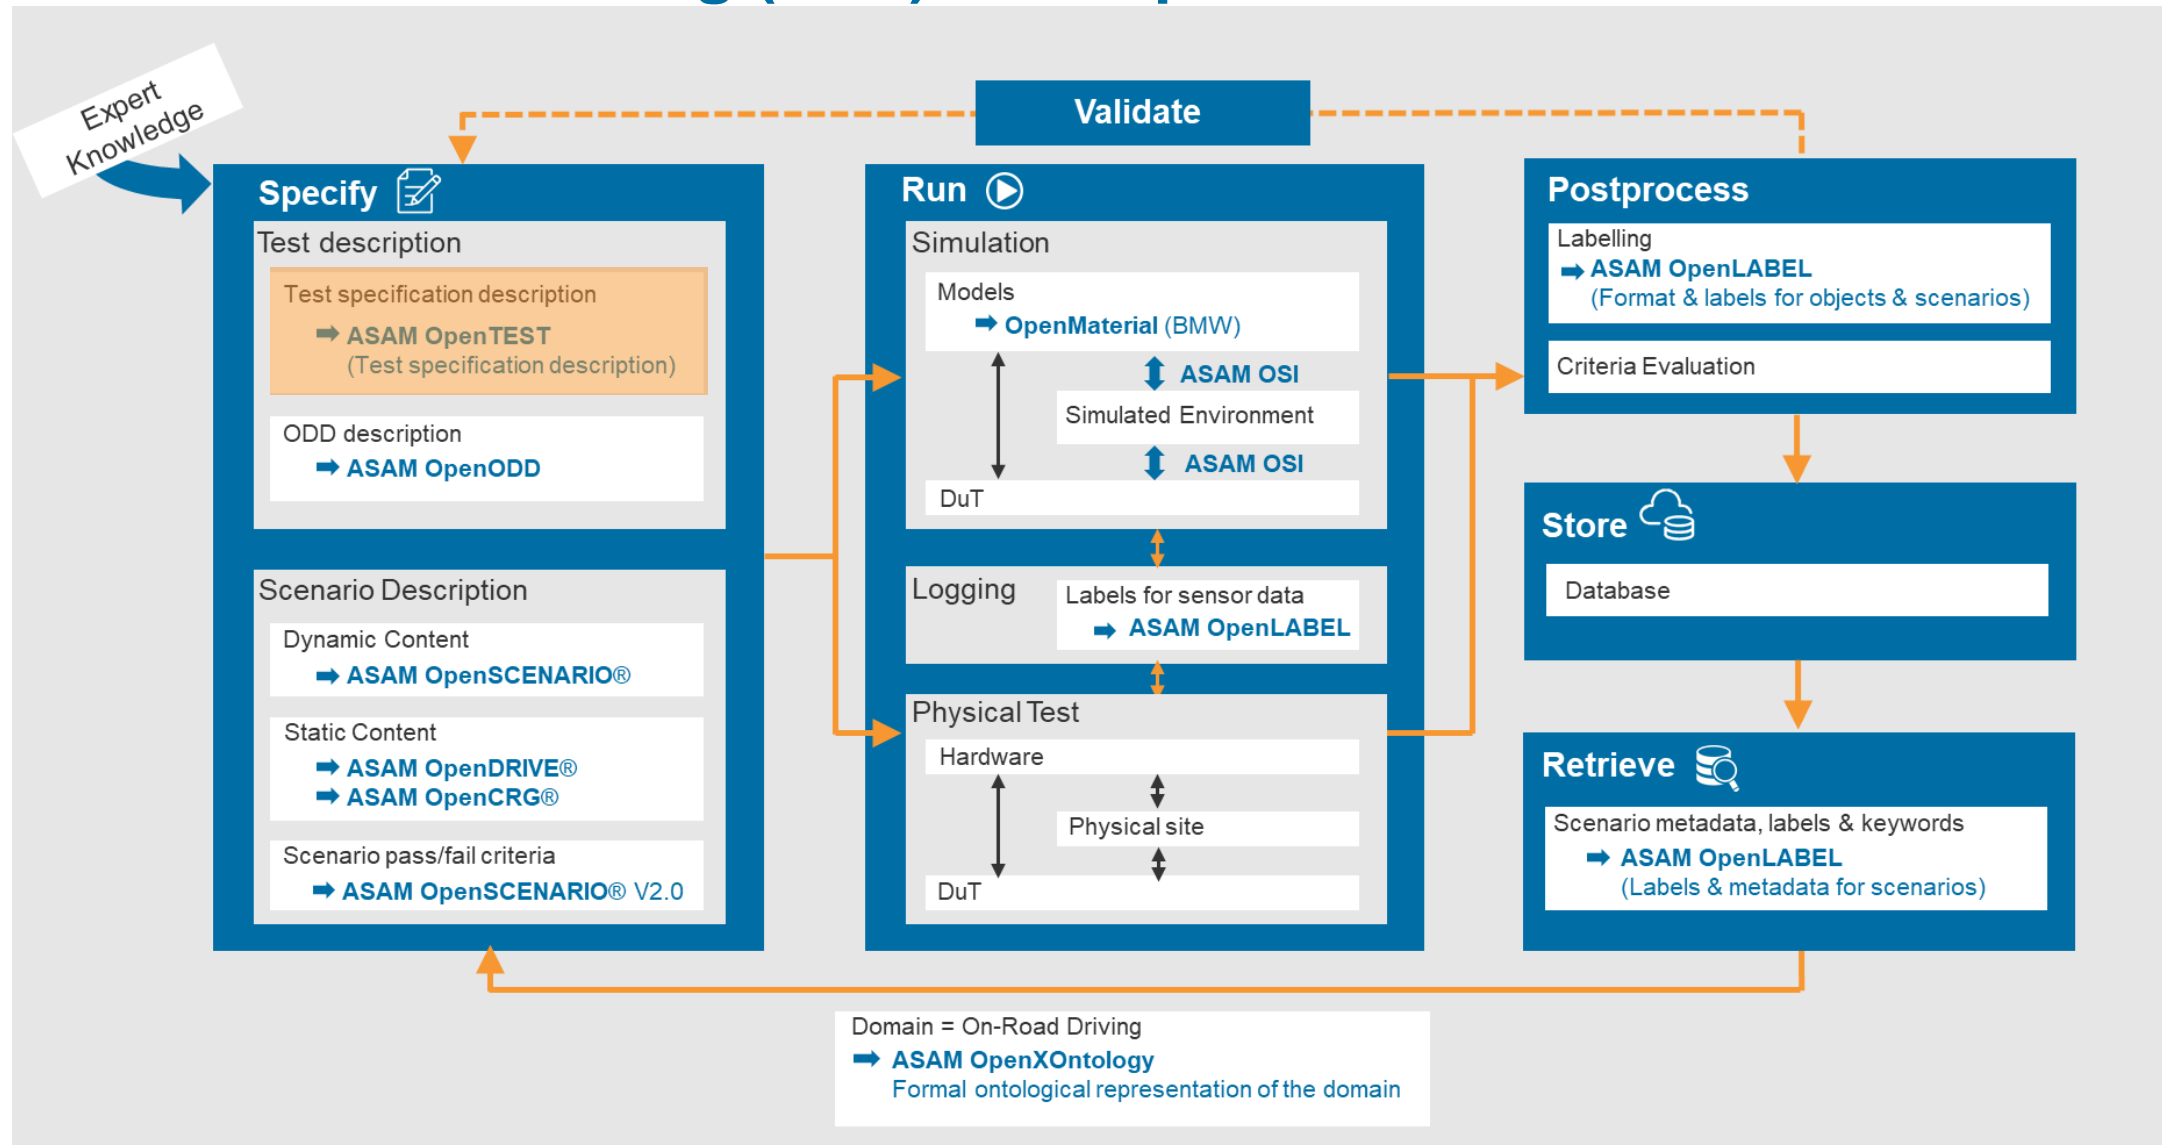 Expert
Knowledge
Validate
Specify
Test description
Test specification description
ASAM OpenTEST
(Test specification description)
ODD description
ASAM OpenODD
Scenario Description
Dynamic Content
ASAM OpenSCENARIO®
Static Content
ASAM OpenDRIVE®
ASAM OpenCRG®
Scenario pass/fail criteria
ASAM OpenSCENARIO® V2.0
Run
Simulation
Models
OpenMaterial (BMW)
ASAM OSI
Simulated Environment
ASAM OSI
DuT
Logging
Labels for sensor data
ASAM OpenLABEL
Physical Test
Hardware
Physical site
DuT
Postprocess
Labelling
ASAM OpenLABEL
(Format & labels for objects & scenarios)
Criteria Evaluation
Store
Database
Retrieve
Scenario metadata, labels & keywords
ASAM OpenLABEL
(Labels & metadata for scenarios)
Domain = On-Road Driving
ASAM OpenXOntology
Formal ontological representation of the domain